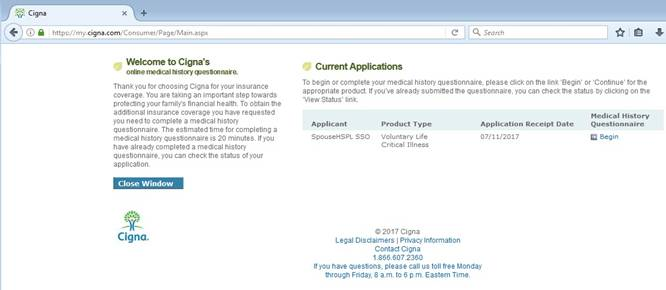 Cigna
https://my.cigna.com/Consumer/Page/Main.aspx
Search
Welcome to Cigna's
online medical history questionnaire.
Thank you for choosing Cigna for your insurance
coverage. You are taking an important step towards
protecting your family's financial health. To obtain the
additional insurance coverage you have requested
you need to complete a medical history
questionnaire. The estimated time for completing a
medical history questionnaire is 20 minutes. If you
have already completed a medical history
questionnaire, you can check the status of your
application.
Close Window
Cigna.
Current Applications
To begin or complete your medical history questionnaire, please click on the link 'Begin' or 'Continue' for the
appropriate product. If you've already submitted the questionnaire, you can check the status by clicking on the
'View Status' link.
Applicant Product Type Application Receipt Date Medical History
Questionnaire
SpouseHSPL SSO Voluntary Life 07/11/2017 Begin
Critical Illness
© 2017 Cigna
Legal Disclaimers | Privacy Information
Contact Cigna
1.866.607.2360
If you have questions, please call us toll free Monday
through Friday, 8 a.m. to 6 p.m. Eastern Time.